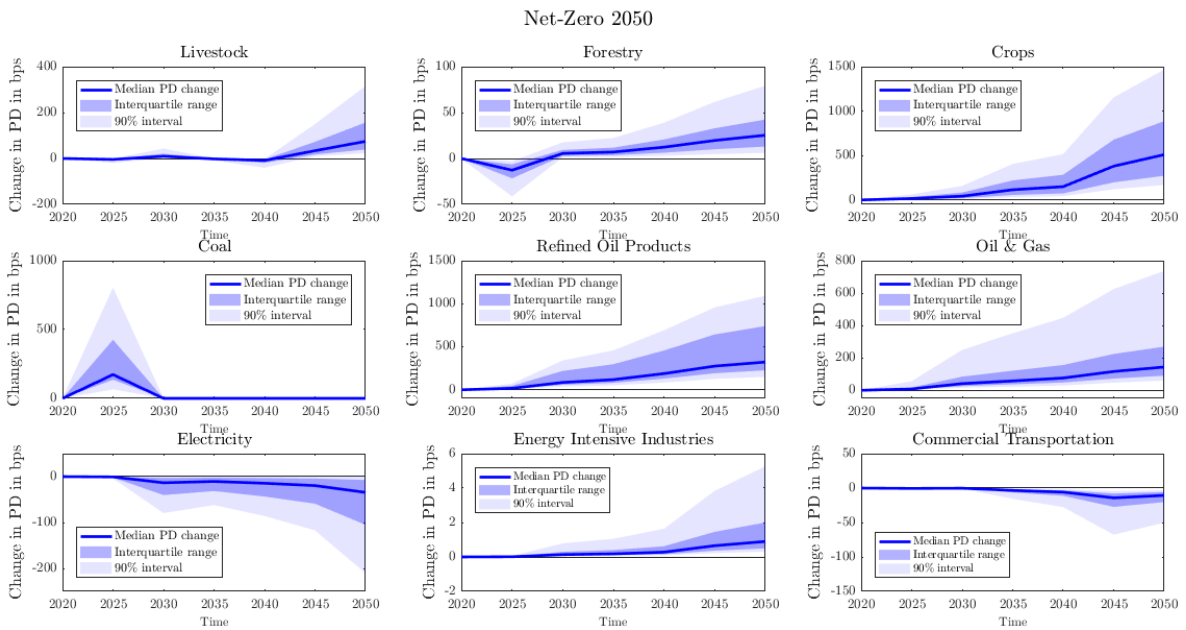 Net-Zero 2050
Livestock
Change in PD in bps
400
200
0
-200
Median PD change
Interquartile range
90% interval
2020 2025 2030 2035 2040 2045 2050
Time
Forestry
Change in PD in bps
100
50
0
-50
Median PD change
Interquartile range
90% interval
2020 2025 2030 2035 2040 2045 2050
Time
Crops
Change in PD in bps
1500
1000
500
0
Median PD change
Interquartile range
90% interval
2020 2025 2030 2035 2040 2045 2050
Time
Coal
Change in PD in bps
1000
500
0
Median PD change
Interquartile range
90% interval
2020 2025 2030 2035 2040 2045 2050
Time
Refined Oil Products
Change in PD in bps
1500
1000
500
0
Median PD change
Interquartile range
90% interval
2020 2025 2030 2035 2040 2045 2050
Time
Oil & Gas
Change in PD in bps
800
600
400
200
0
Median PD change
Interquartile range
90% interval
2020 2025 2030 2035 2040 2045 2050
Time
Electricity
Change in PD in bps
0
-100
-200
Median PD change
Interquartile range
90% interval
2020 2025 2030 2035 2040 2045 2050
Time
Energy Intensive Industries
Change in PD in bps
6
4
2
0
-2
Median PD change
Interquartile range
90% interval
2020 2025 2030 2035 2040 2045 2050
Time
Commercial Transportation
Change in PD in bps
50
0
-50
-100
-150
Median PD change
Interquartile range
90% interval
2020 2025 2030 2035 2040 2045 2050
Time